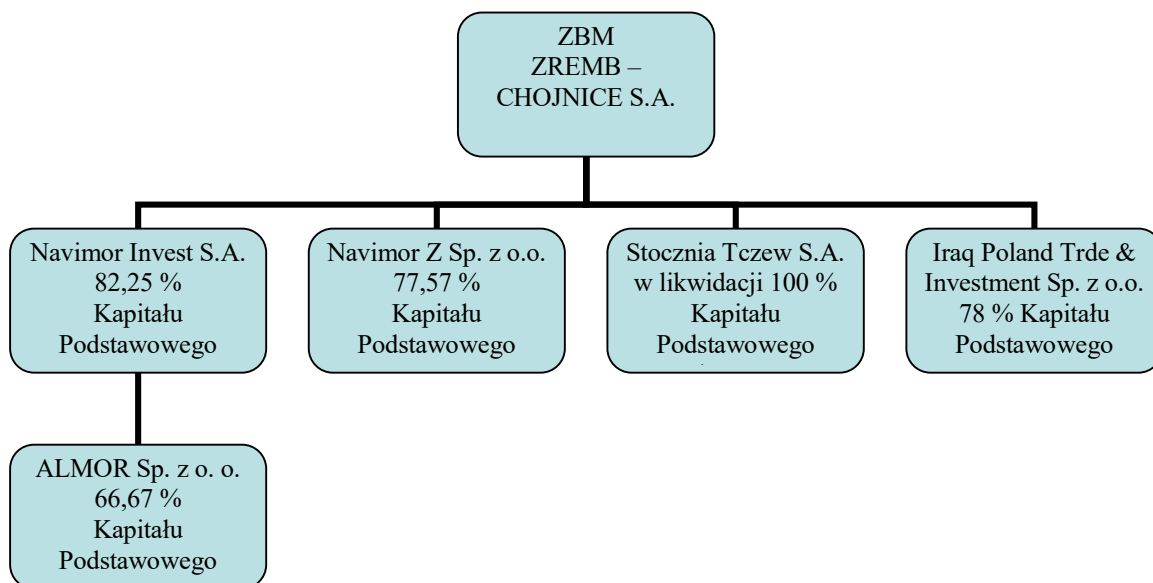 ZBM
ZREMB –
CHOJNICE S.A.
Navimor Invest S.A.
82,25 %
Kapitału
Podstawowego
Navimor Z Sp. z o.o.
77,57 %
Kapitału
Podstawowego
Stocznia Tczew S.A.
w likwidacji 100 %
Kapitału
Podstawowego
Iraq Poland Trde &
Investment Sp. z o.o.
78 % Kapitału
Podstawowego
ALMOR Sp. z o. o.
66,67 %
Kapitału
Podstawowego